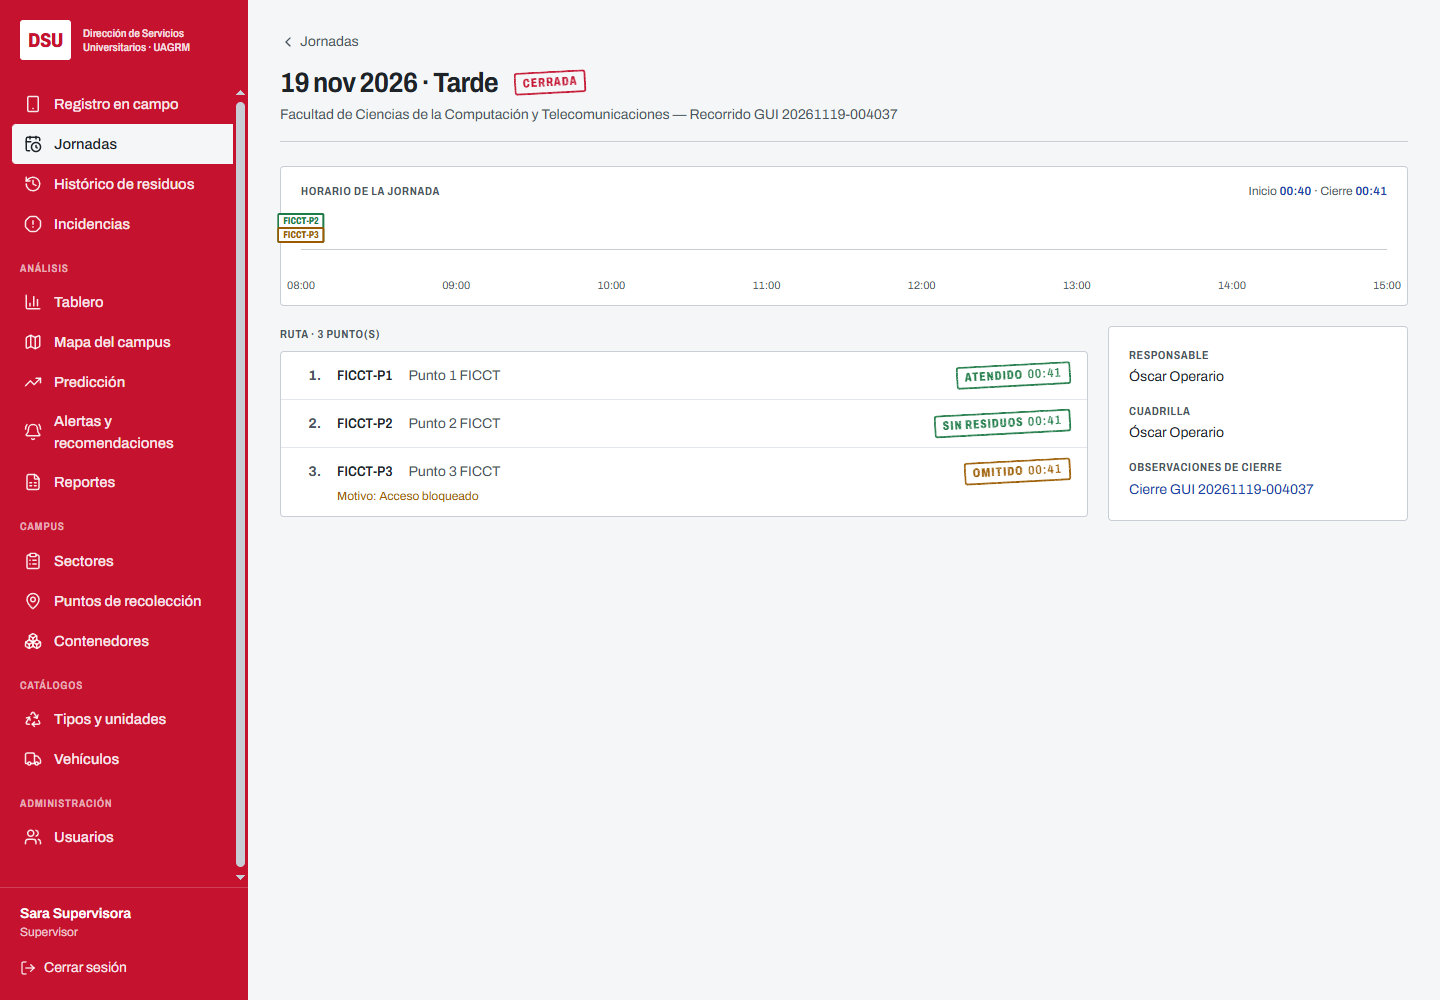 DSU
Dirección de Servicios
Universitarios · UAGRM
Registro en campo
Jornadas
Histórico de residuos
Incidencias
ANÁLISIS
Tablero
Mapa del campus
Predicción
Alertas y
recomendaciones
Reportes
CAMPUS
Sectores
Puntos de recolección
Contenedores
CATÁLOGOS
Tipos y unidades
Vehículos
ADMINISTRACIÓN
Usuarios
Sara Supervisora
Supervisor
Cerrar sesión
Jornadas
19 nov 2026 · Tarde CERRADA
Facultad de Ciencias de la Computación y Telecomunicaciones — Recorrido GUI 20261119-004037
HORARIO DE LA JORNADA Inicio 00:40 · Cierre 00:41
FICCT-P2
FICCT-P3
08:00 09:00 10:00 11:00 12:00 13:00 14:00 15:00
RUTA · 3 PUNTO(S)
1. FICCT-P1 Punto 1 FICCT ATENDIDO 00:41
2. FICCT-P2 Punto 2 FICCT SIN RESIDUOS 00:41
3. FICCT-P3 Punto 3 FICCT OMITIDO 00:41
Motivo: Acceso bloqueado
RESPONSABLE
Óscar Operario
CUADRILLA
Óscar Operario
OBSERVACIONES DE CIERRE
Cierre GUI 20261119-004037